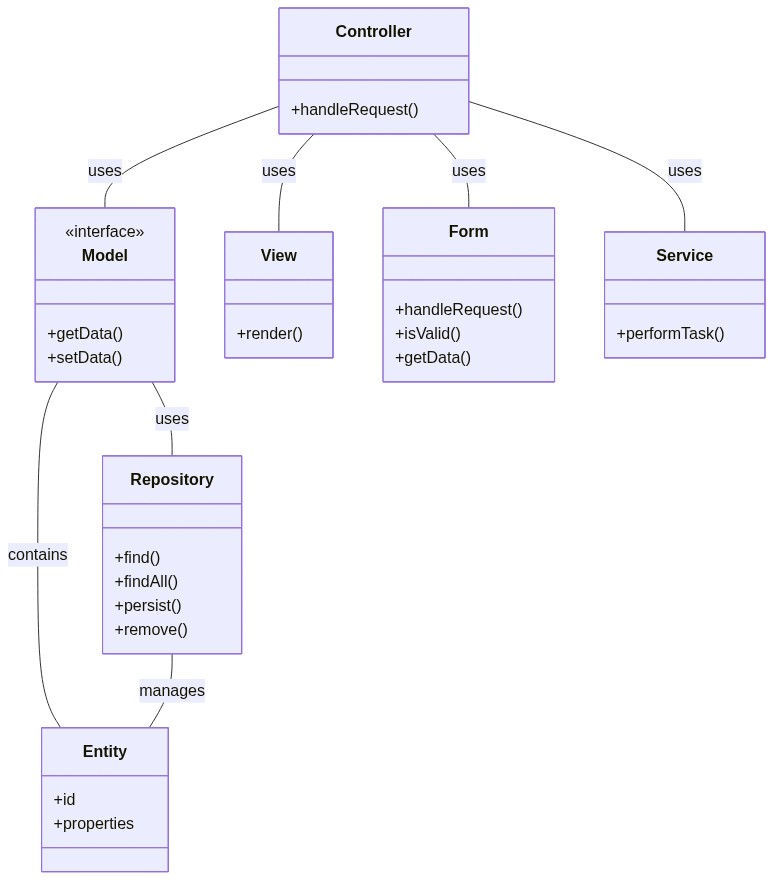 Controller
+handleRequest()
uses
uses
uses
uses
«interface»
Model
+getData()
+setData()
View
+render()
Form
+handleRequest()
+isValid()
+getData()
Service
+performTask()
uses
Repository
+find()
+findAll()
+persist()
+remove()
contains
manages
Entity
+id
+properties